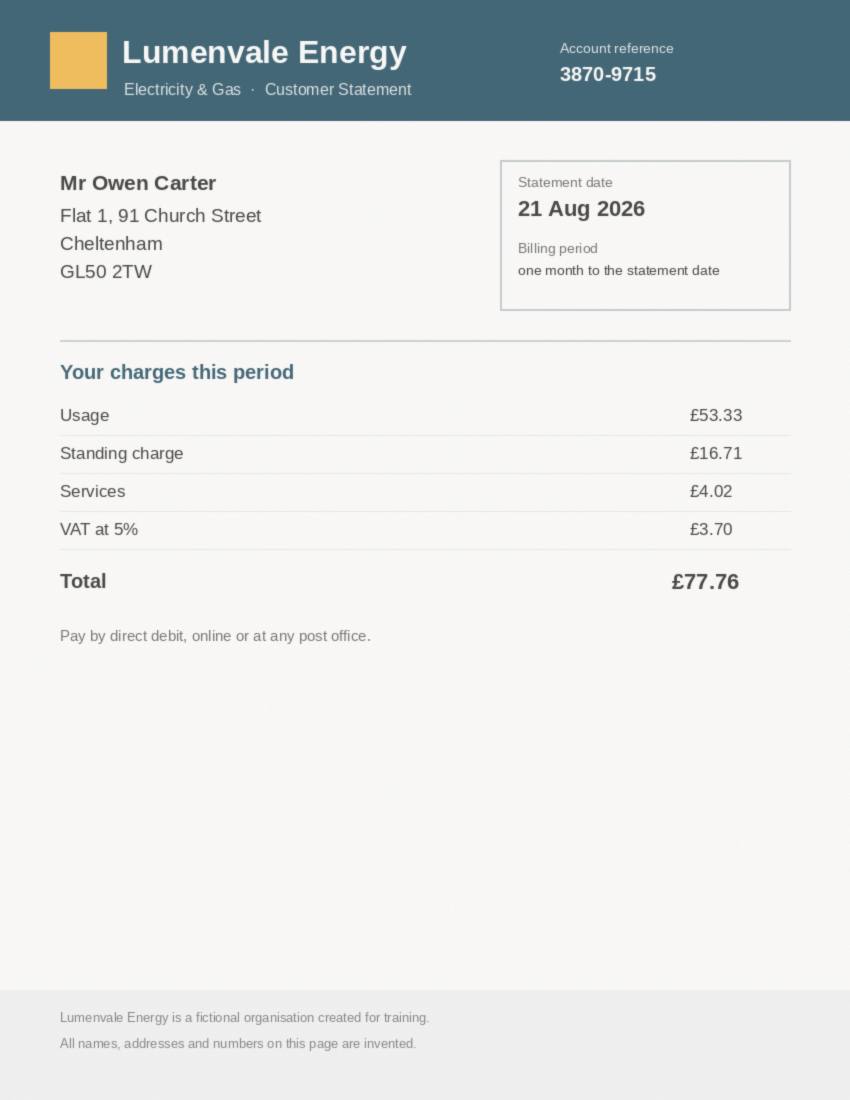 Lumenvale Energy
Electricity & Gas · Customer Statement
Account reference
3870-9715
Mr Owen Carter
Flat 1, 91 Church Street
Cheltenham
GL50 2TW
Statement date
21 Aug 2026
Billing period
one month to the statement date
Your charges this period
Usage £53.33
Standing charge £16.71
Services £4.02
VAT at 5% £3.70
Total £77.76
Pay by direct debit, online or at any post office.
Lumenvale Energy is a fictional organisation created for training.
All names, addresses and numbers on this page are invented.